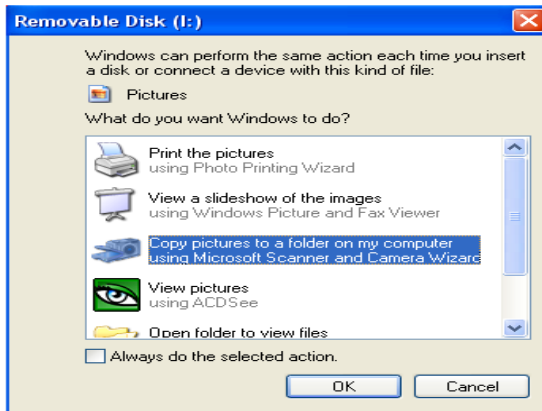 Removable Disk (I:)
Windows can perform the same action each time you insert
a disk or connect a device with this kind of file:
Pictures
What do you want Windows to do?
Print the pictures
using Photo Printing Wizard
View a slideshow of the images
using Windows Picture and Fax Viewer
Copy pictures to a folder on my computer
using Microsoft Scanner and Camera Wizard
View pictures
using ACDSee
Open folder to view files
Always do the selected action.
OK
Cancel